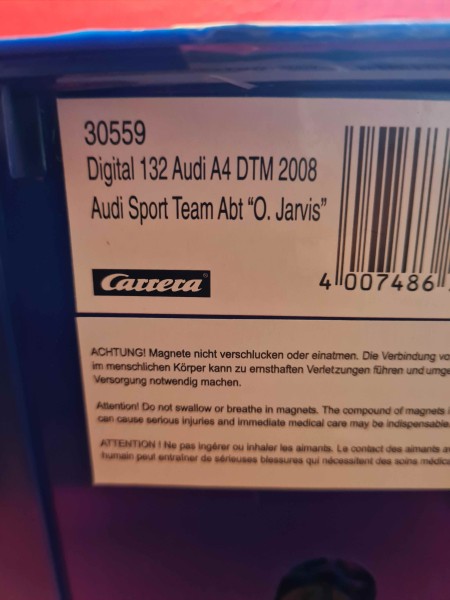 30559
Digital 132 Audi A4 DTM 2008
Audi Sport Team Abt “O. Jarvis”
Carrera®
4 007486
ACHTUNG! Magnete nicht verschlucken oder einatmen. Die Verbindung
im menschlichen Körper kann zu ernsthaften Verletzungen führen und
Versorgung notwendig machen.
Attention! Do not swallow or breathe in magnets. The compound of magnets
can cause serious injuries and immediate medical care may be indispensable
ATTENTION ! Ne pas ingérer ou inhaler les aimants. Le contact des aimants
humain peut entraîner de sérieuses blessures qui nécessitent des soins